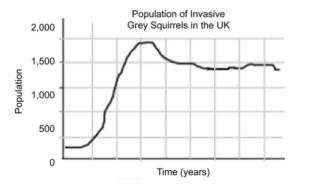 Population of Invasive
Grey Squirrels in the UK
2,000
1,500
1,000
500
0
Population
Time (years)